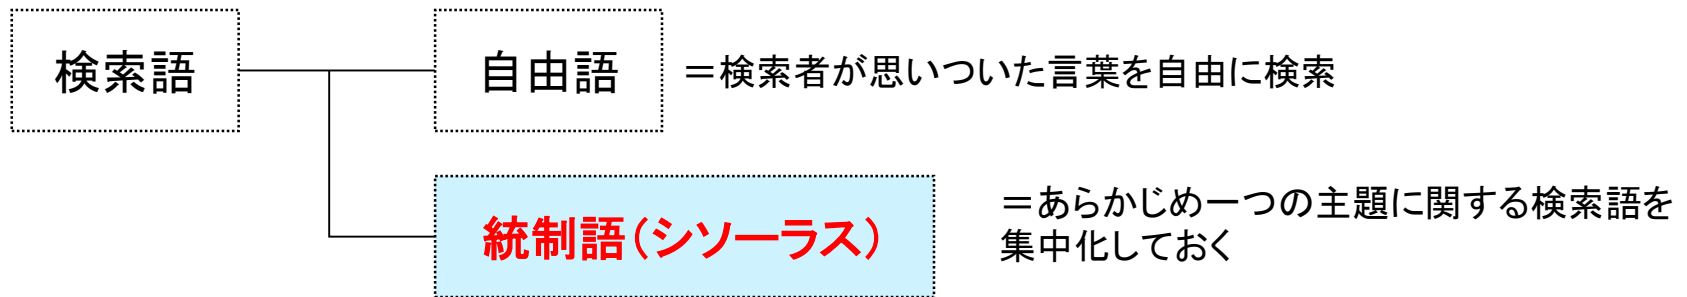 検索語
自由語
＝検索者が思いついた言葉を自由に検索
統制語(シソーラス)
＝あらかじめ一つの主題に関する検索語を
集中化しておく